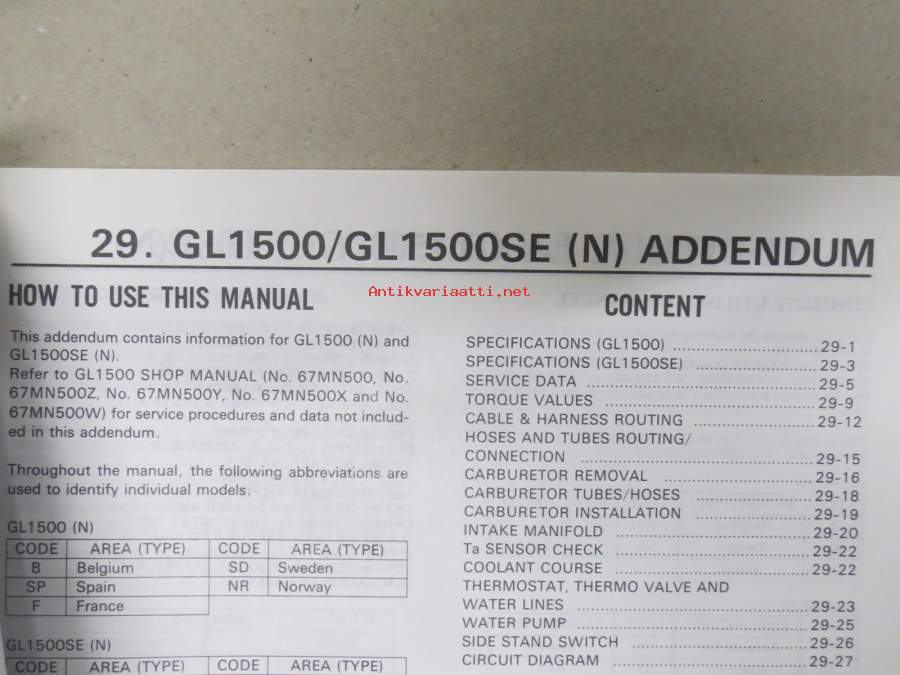 29. GL1500/GL1500SE (N) ADDENDUM
Antikvariaatti.net
HOW TO USE THIS MANUAL
This addendum contains information for GL1500 (N) and
GL1500SE (N).
Refer to GL1500 SHOP MANUAL (No. 67MN500, No.
67MN500Z, No. 67MN500Y, No. 67MN500X and No.
67MN500W) for service procedures and data not includ-
ed in this addendum.
Throughout the manual, the following abbreviations are
used to identify individual models.
GL1500 (N)
CODE AREA (TYPE) CODE AREA (TYPE)
B Belgium SD Sweden
SP Spain NR Norway
F France
GL1500SE (N)
CODE AREA (TYPE) CODE AREA (TYPE)
CONTENT
SPECIFICATIONS (GL1500) ........................ 29-1
SPECIFICATIONS (GL1500SE) .................... 29-3
SERVICE DATA ........................ 29-5
TORQUE VALUES ........................ 29-9
CABLE & HARNESS ROUTING .................... 29-12
HOSES AND TUBES ROUTING/
CONNECTION ........................ 29-15
CARBURETOR REMOVAL .................... 29-16
CARBURETOR TUBES/HOSES .................... 29-18
CARBURETOR INSTALLATION .................... 29-19
INTAKE MANIFOLD ........................ 29-20
Ta SENSOR CHECK ........................ 29-22
COOLANT COURSE ........................ 29-22
THERMOSTAT, THERMO VALVE AND
WATER LINES ........................ 29-23
WATER PUMP ........................ 29-25
SIDE STAND SWITCH ........................ 29-26
CIRCUIT DIAGRAM ........................ 29-27